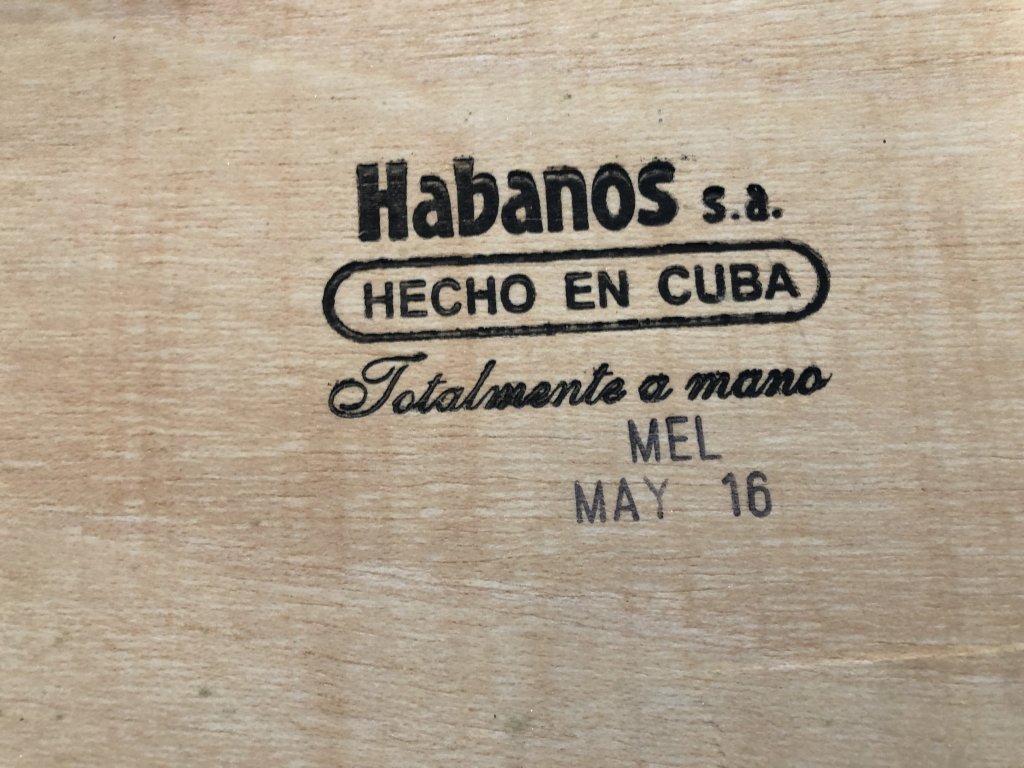 Habanos s.a.
HECHO EN CUBA
Totalmente a mano
MEL
MAY 16